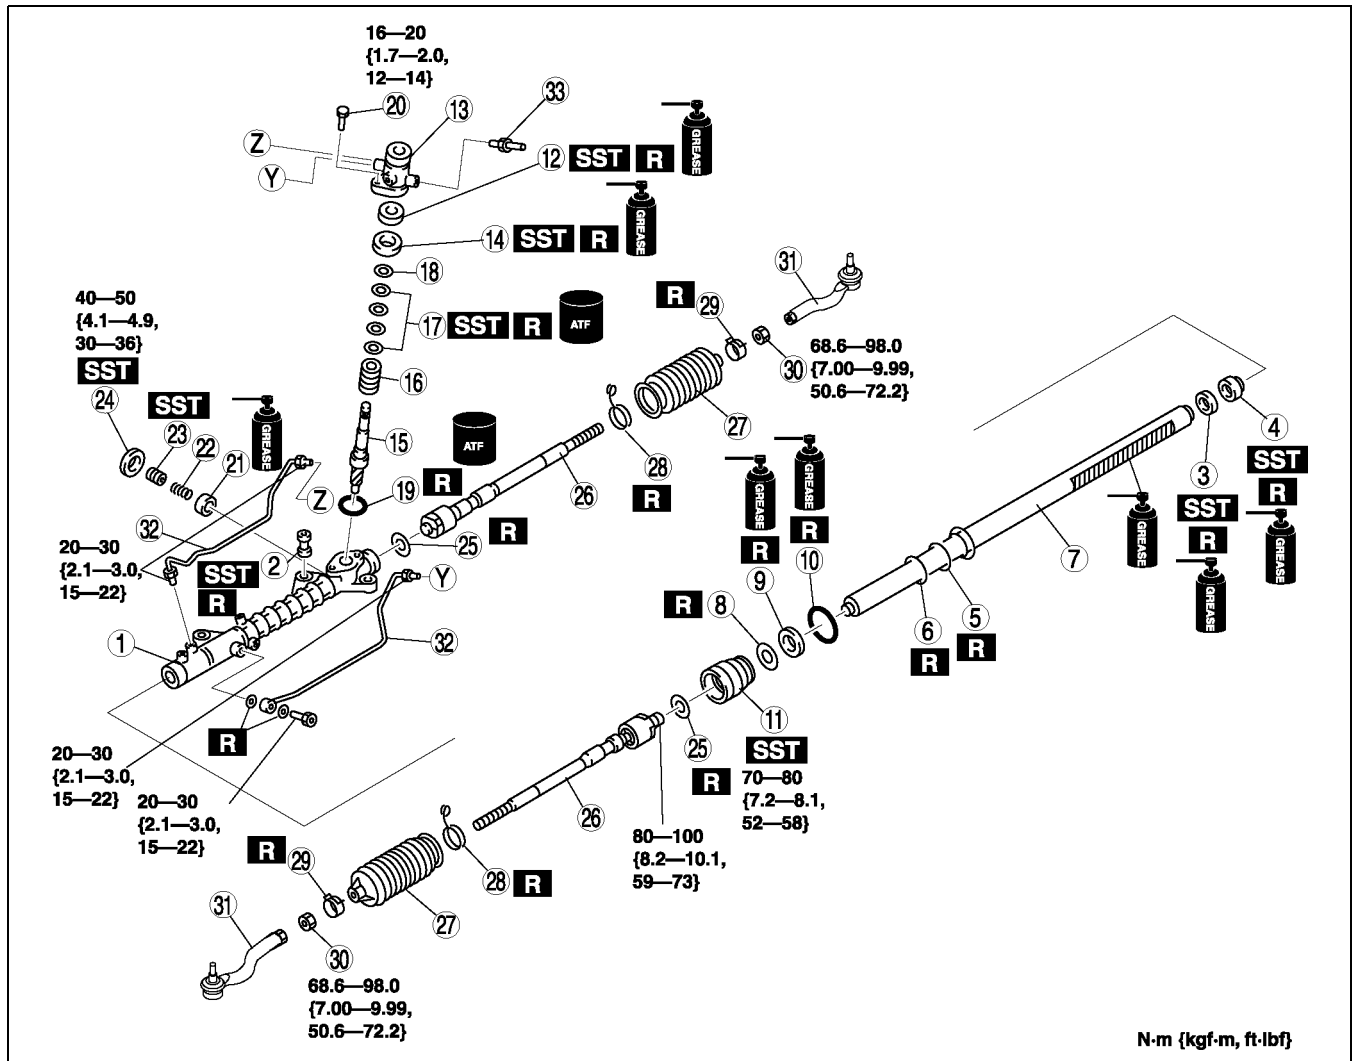 16—20
{1.7—2.0,
12—14}
20
13
33
Z
Y
12 SST R GREASE
14 SST R GREASE
18
17 SST R ATF
16
15
ATF
19 R
40—50
{4.1—4.9,
30—36}
SST
24
SST
23
22
21
GREASE
Z
32
20—30
{2.1—3.0,
15—22}
SST
R
2
1
25 R
Y
32
R
20—30
{2.1—3.0,
15—22}
20—30
{2.1—3.0,
15—22}
26
28
R
27
R 29
30
31
68.6—98.0
{7.00—9.99,
50.6—72.2}
4
SST
R
GREASE
3
SST
R
GREASE
GREASE
7
5
R
6
R
GREASE
R
10
GREASE
R
9
R 8
11
SST
70—80
{7.2—8.1,
52—58}
25
R
26
80—100
{8.2—10.1,
59—73}
28 R
27
R 29
30
31
68.6—98.0
{7.00—9.99,
50.6—72.2}
N·m {kgf·m, ft·lbf}